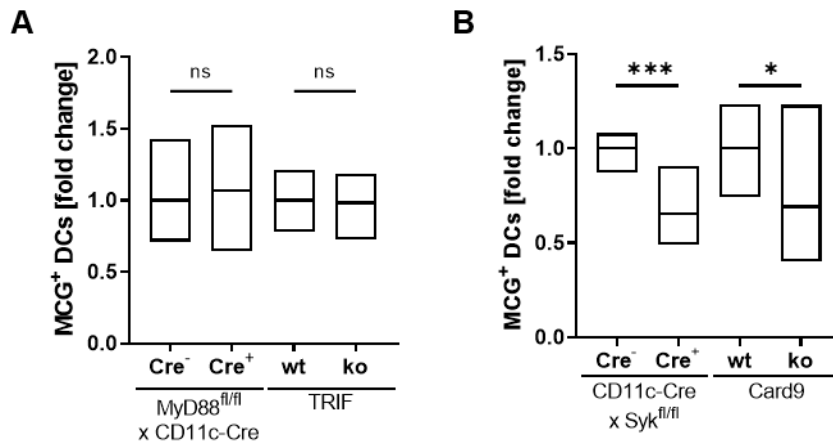 A
MCG+ DCs [fold change]
2.0
1.5
1.0
0.5
0.0
ns
ns
Cre-
Cre+
wt
ko
MyD88fl/fl
x CD11c-Cre
TRIF
B
MCG+ DCs [fold change]
1.5
1.0
0.5
0.0
***
*
Cre-
Cre+
wt
ko
CD11c-Cre
x Sykfl/fl
Card9